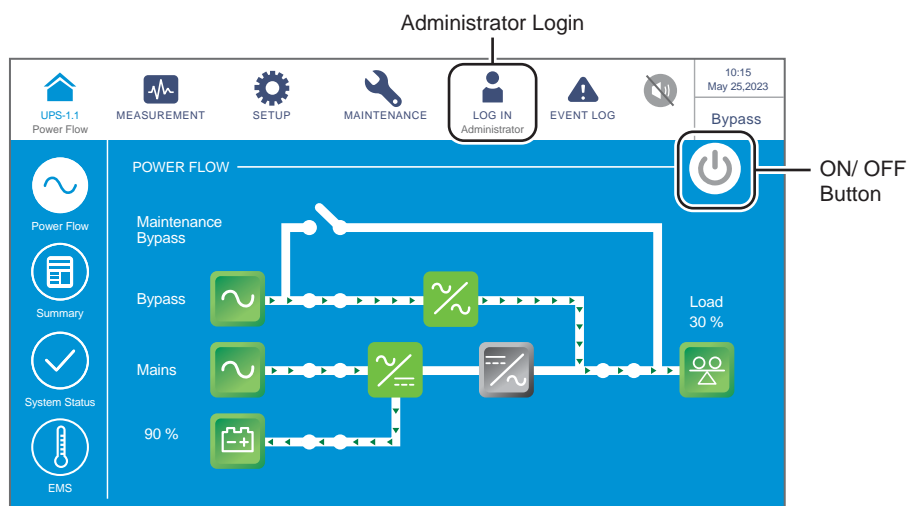 Administrator Login
UPS-1.1
Power Flow
MEASUREMENT
SETUP
MAINTENANCE
LOG IN
Administrator
EVENT LOG
10:15
May 25,2023
Bypass
ON/ OFF
Button
POWER FLOW
Power Flow
Maintenance
Bypass
Bypass
Load
30 %
Summary
Mains
System Status
90 %
EMS